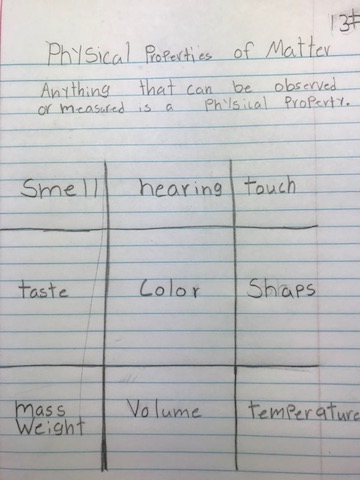 13#
Physical Properties of Matter
Anything that can be observed
or measured is a Physical Property.
Smell hearing touch
taste Color Shaps
mass
Weight Volume temperature